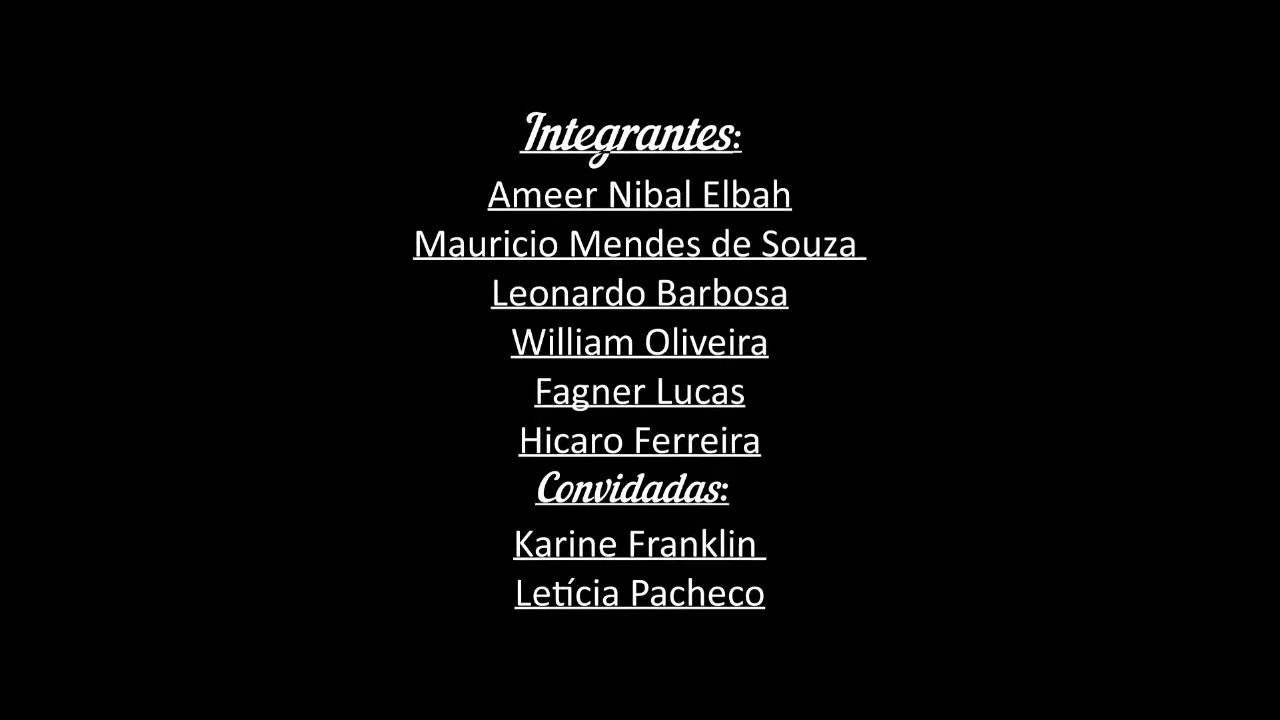 Integrantes:
Ameer Nibal Elbah
Mauricio Mendes de Souza
Leonardo Barbosa
William Oliveira
Fagner Lucas
Hicaro Ferreira
Convidadas:
Karine Franklin
Letícia Pacheco